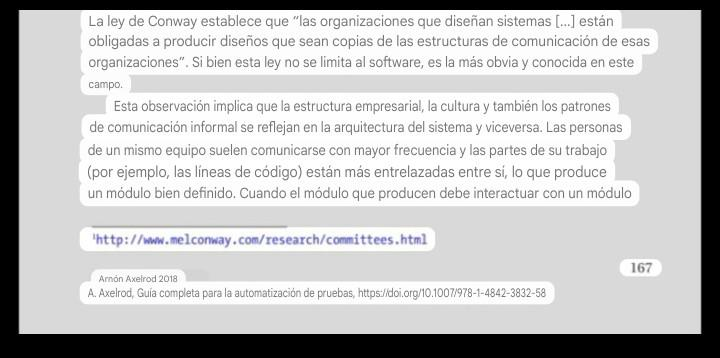 La ley de Conway establece que “las organizaciones que diseñan sistemas [...] están
obligadas a producir diseños que sean copias de las estructuras de comunicación de esas
organizaciones”. Si bien esta ley no se limita al software, es la más obvia y conocida en este
campo.
Esta observación implica que la estructura empresarial, la cultura y también los patrones
de comunicación informal se reflejan en la arquitectura del sistema y viceversa. Las personas
de un mismo equipo suelen comunicarse con mayor frecuencia y las partes de su trabajo
(por ejemplo, las líneas de código) están más entrelazadas entre sí, lo que produce
un módulo bien definido. Cuando el módulo que producen debe interactuar con un módulo
¹http://www.melconway.com/research/committees.html
167
Arnón Axelrod 2018
A. Axelrod, Guía completa para la automatización de pruebas, https://doi.org/10.1007/978-1-4842-3832-58